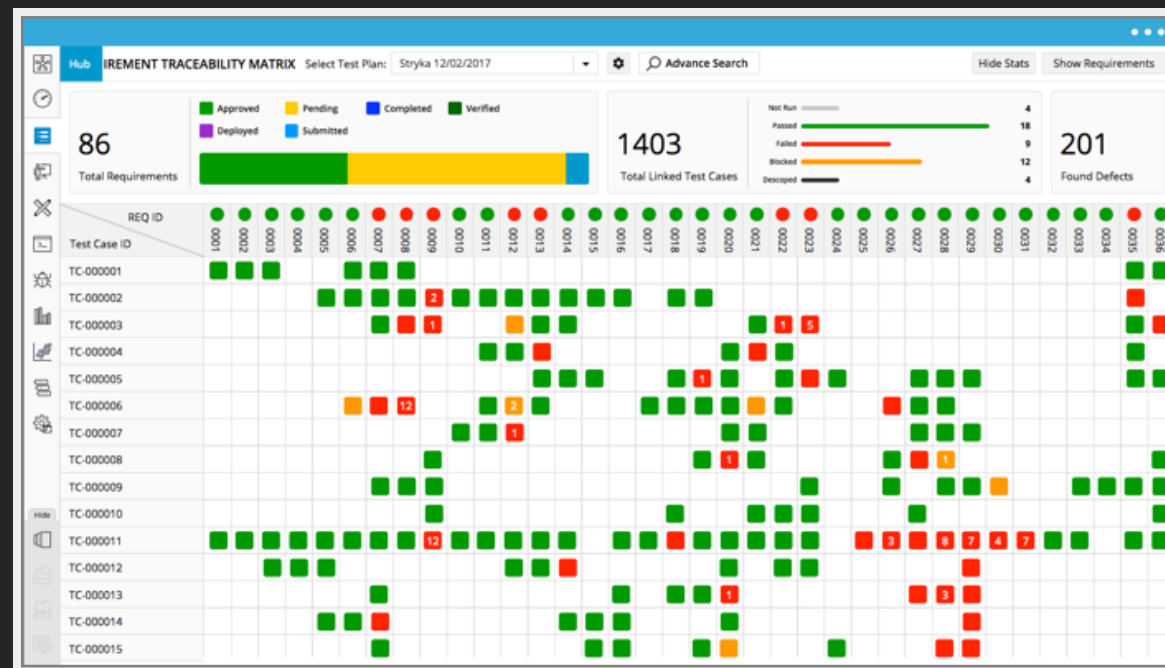 Hub IREMENT TRACEABILITY MATRIX Select Test Plan: Stryka 12/02/2017 Advance Search Hide Stats Show Requirements
86
Total Requirements
Approved Pending Completed Verified
Deployed Submitted
1403
Total Linked Test Cases
Not Run 4
Passed 18
Failed 9
Blocked 12
Descoped 4
201
Found Defects
REQ ID
Test Case ID
0001 0002 0003 0004 0005 0006 0007 0008 0009 0010 0011 0012 0013 0014 0015 0016 0017 0018 0019 0020 0021 0022 0023 0024 0025 0026 0027 0028 0029 0030 0031 0032 0033 0034 0035 0036
TC-000001
TC-000002 2
TC-000003 1 1 5
TC-000004
TC-000005 1
TC-000006 12 2
TC-000007 1
TC-000008 1 1
TC-000009
Hide
TC-000010
TC-000011 12 3 8 7 4 7
TC-000012
TC-000013 1 3
TC-000014
TC-000015